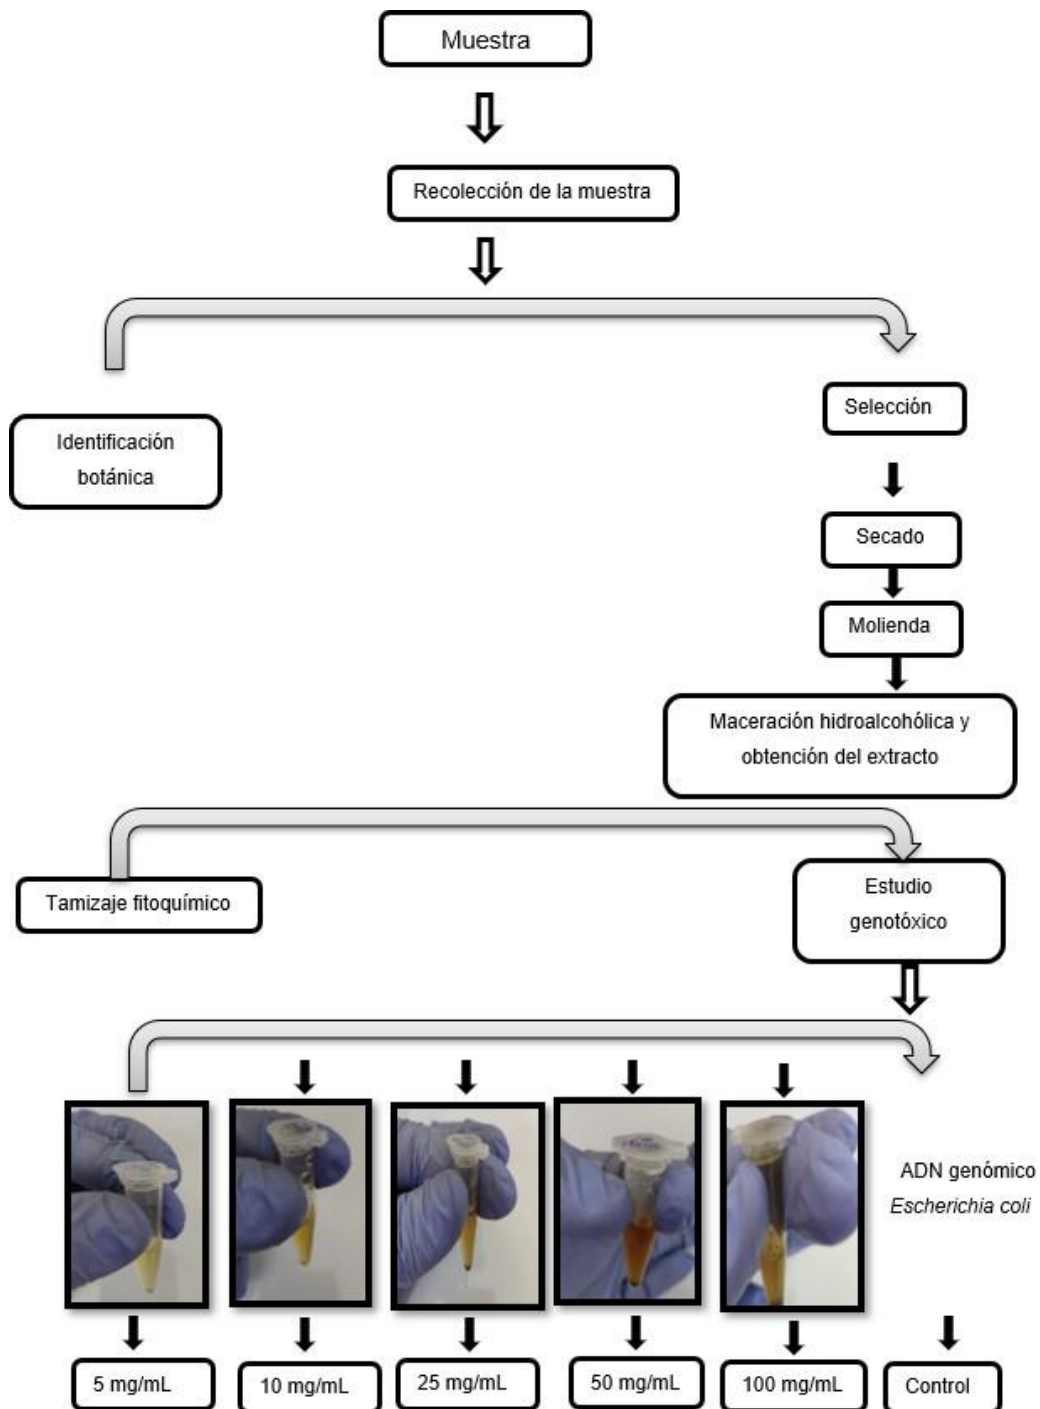 Muestra
Recolección de la muestra
Selección
Identificación
botánica
Secado
Molienda
Maceración hidroalcohólica y
obtención del extracto
Tamizaje fitoquímico
Estudio
genotóxico
ADN genómico
Escherichia coli
5 mg/mL
10 mg/mL
25 mg/mL
50 mg/mL
100 mg/mL
Control